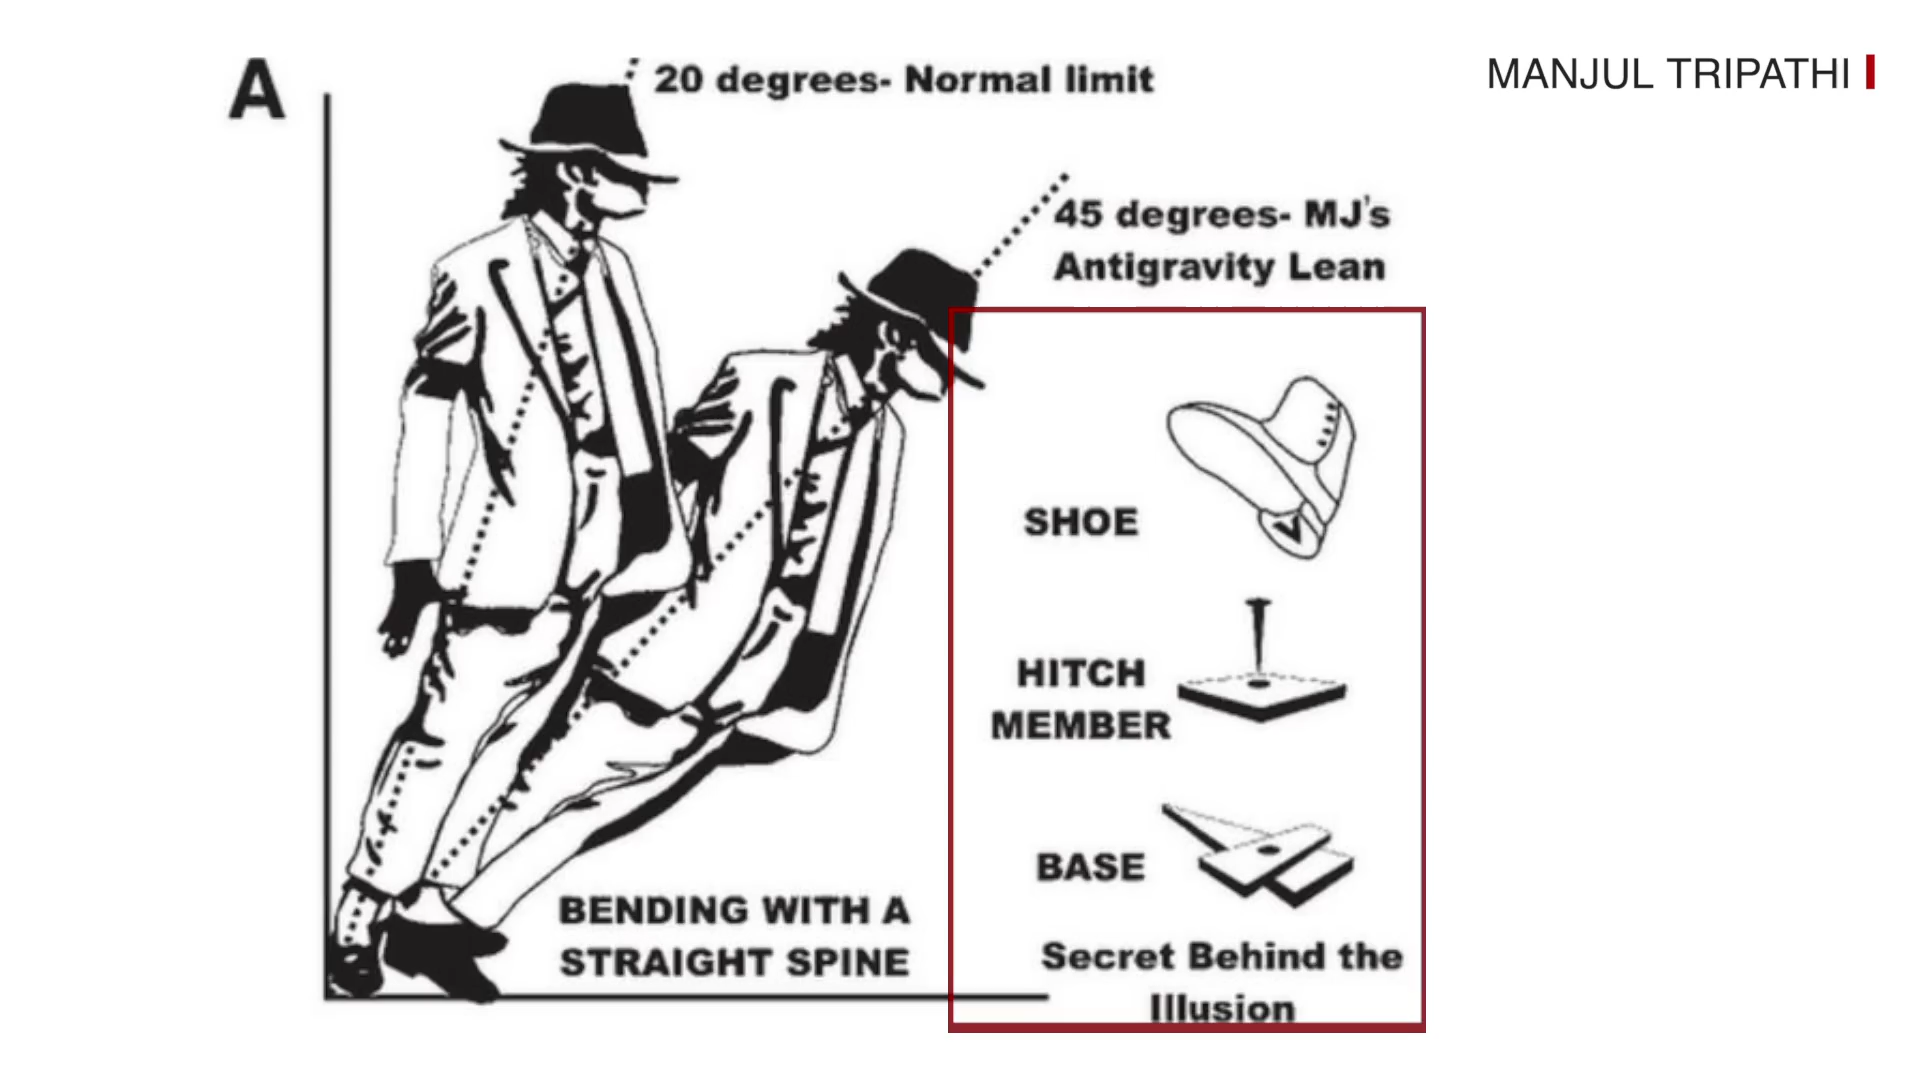 A
20 degrees- Normal limit
MANJUL TRIPATHI
45 degrees- MJ's
Antigravity Lean
SHOE
HITCH
MEMBER
BASE
BENDING WITH A
STRAIGHT SPINE
Secret Behind the
Illusion